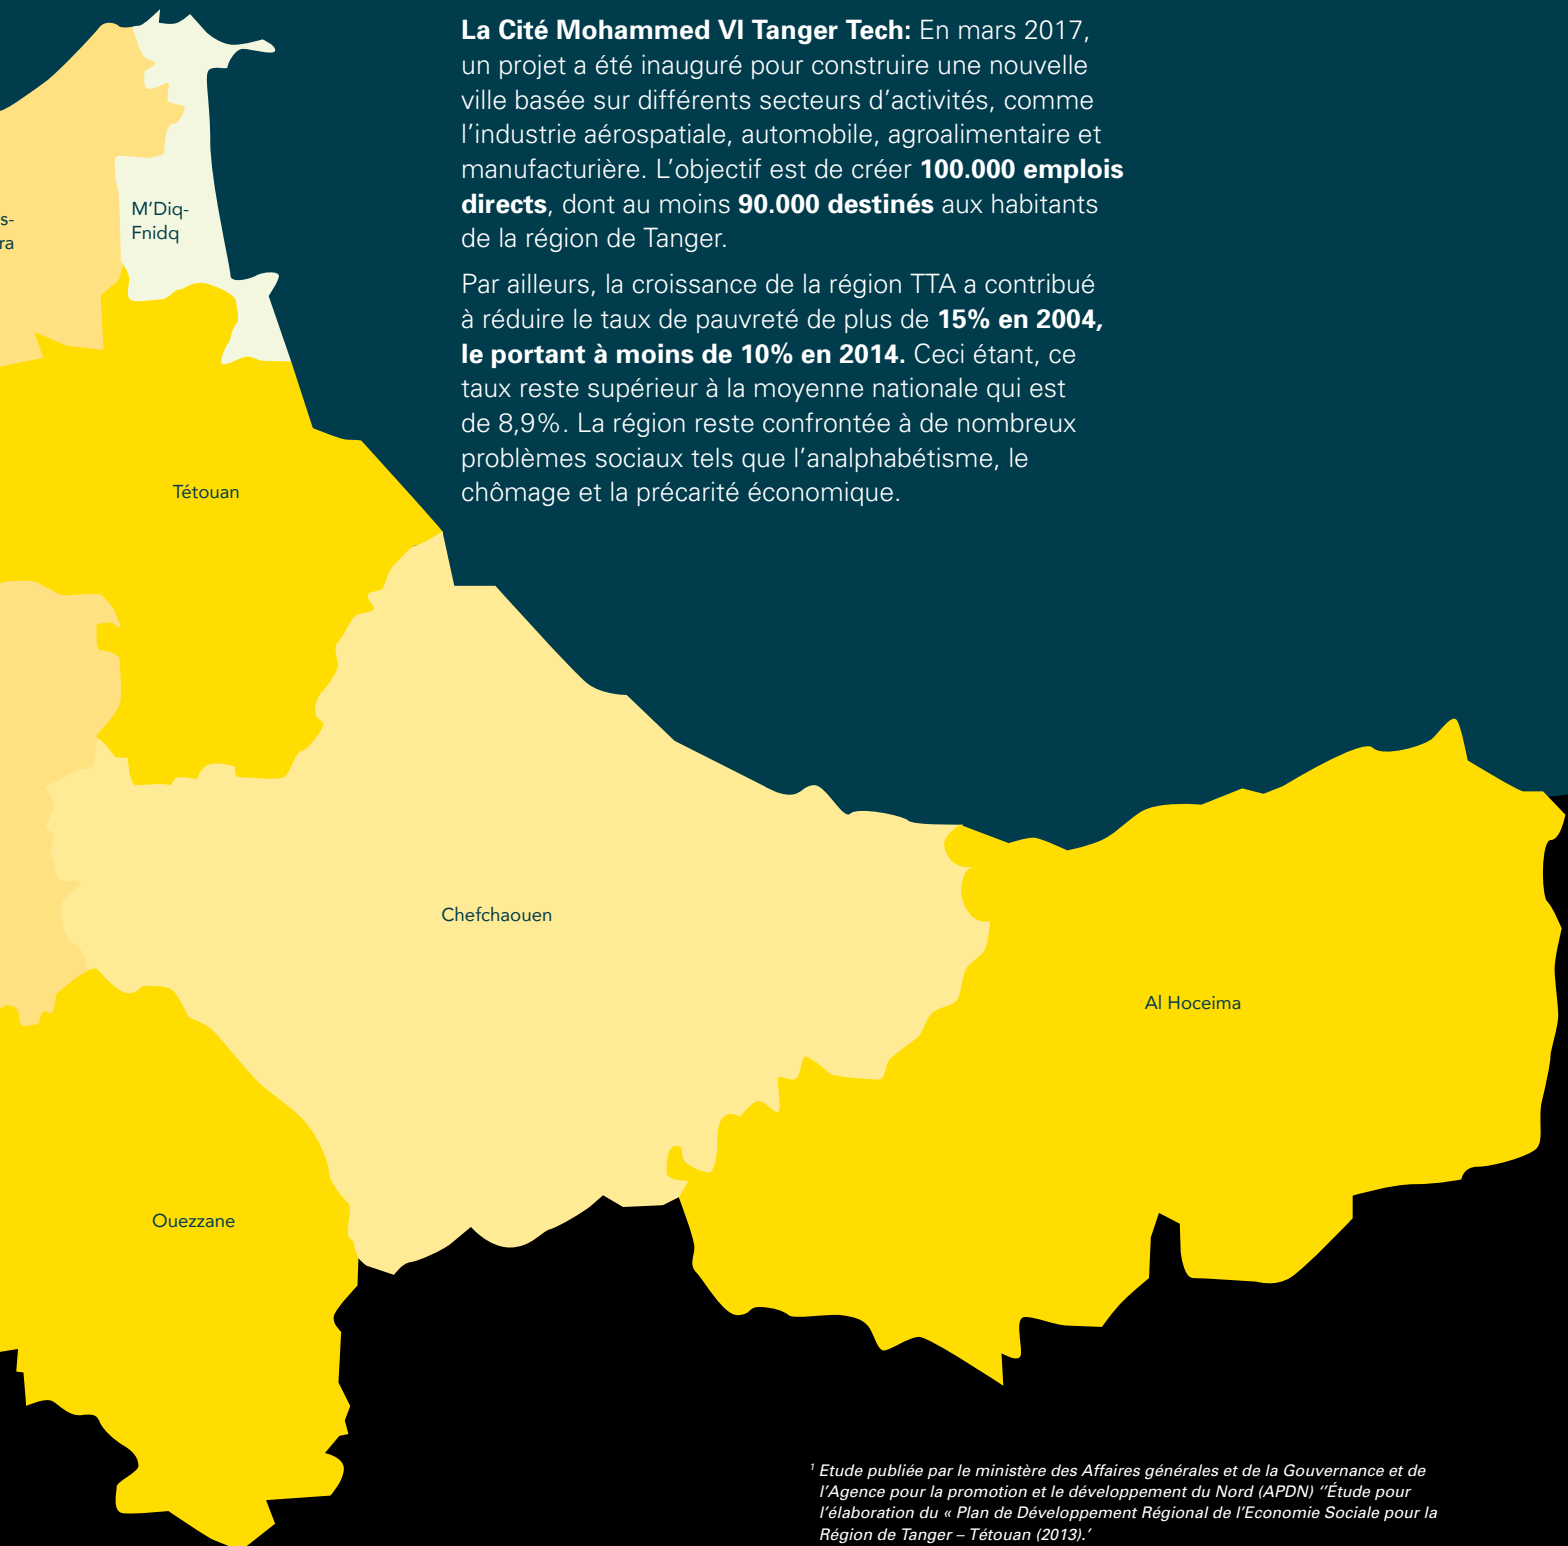 La Cité Mohammed VI Tanger Tech: En mars 2017,
un projet a été inauguré pour construire une nouvelle
ville basée sur différents secteurs d’activités, comme
l’industrie aérospatiale, automobile, agroalimentaire et
manufacturière. L’objectif est de créer 100.000 emplois
directs, dont au moins 90.000 destinés aux habitants
de la région de Tanger.
Par ailleurs, la croissance de la région TTA a contribué
à réduire le taux de pauvreté de plus de 15% en 2004,
le portant à moins de 10% en 2014. Ceci étant, ce
taux reste supérieur à la moyenne nationale qui est
de 8,9%. La région reste confrontée à de nombreux
problèmes sociaux tels que l’analphabétisme, le
chômage et la précarité économique.
s-
ra
M’Diq-
Fnidq
Tétouan
Chefchaouen
Al Hoceima
Ouezzane
¹ Etude publiée par le ministère des Affaires générales et de la Gouvernance et de
l’Agence pour la promotion et le développement du Nord (APDN) ‘’Étude pour
l’élaboration du « Plan de Développement Régional de l’Economie Sociale pour la
Région de Tanger – Tétouan (2013).’